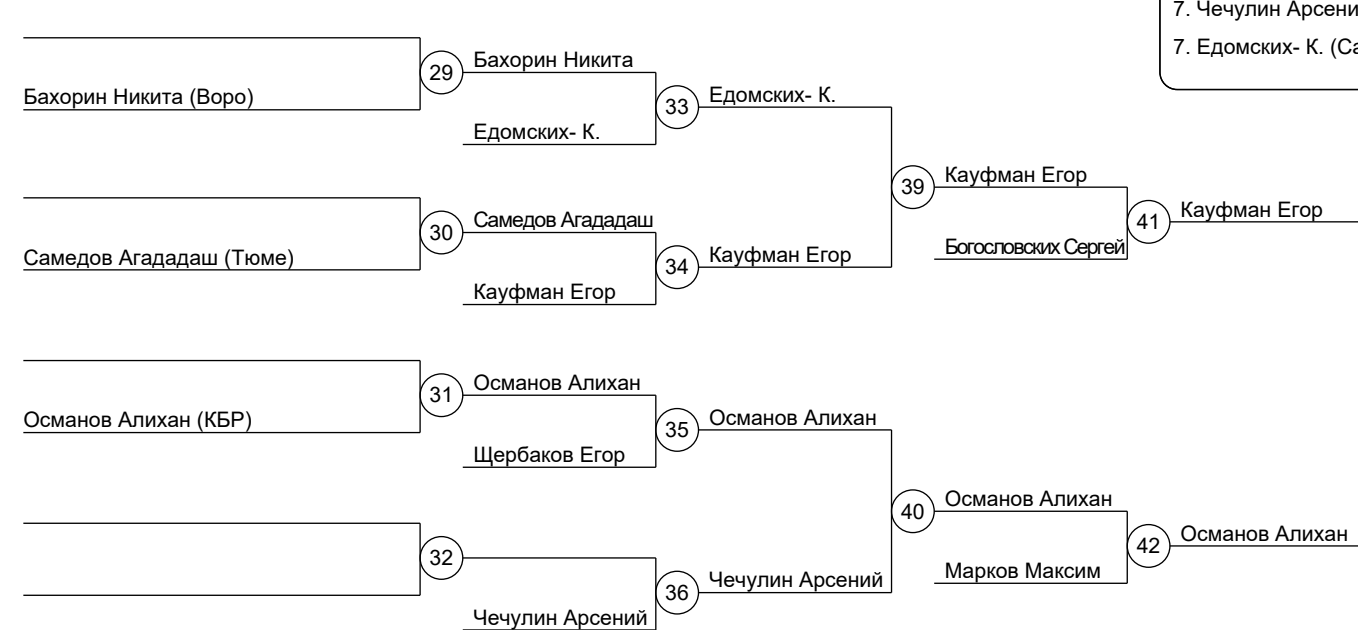 7. Чечулин Арсени
7. Едомских- К. (Са
29
Бахорин Никита
Бахорин Никита (Воро)
33
Едомских- К.
Едомских- К.
39
Кауфман Егор
30
Самедов Агададаш
Самедов Агададаш (Тюме)
34
Кауфман Егор
Кауфман Егор
Богословских Сергей
41
Кауфман Егор
31
Османов Алихан
Османов Алихан (КБР)
35
Османов Алихан
Щербаков Егор
40
Османов Алихан
32
36
Чечулин Арсений
Чечулин Арсений
Марков Максим
42
Османов Алихан